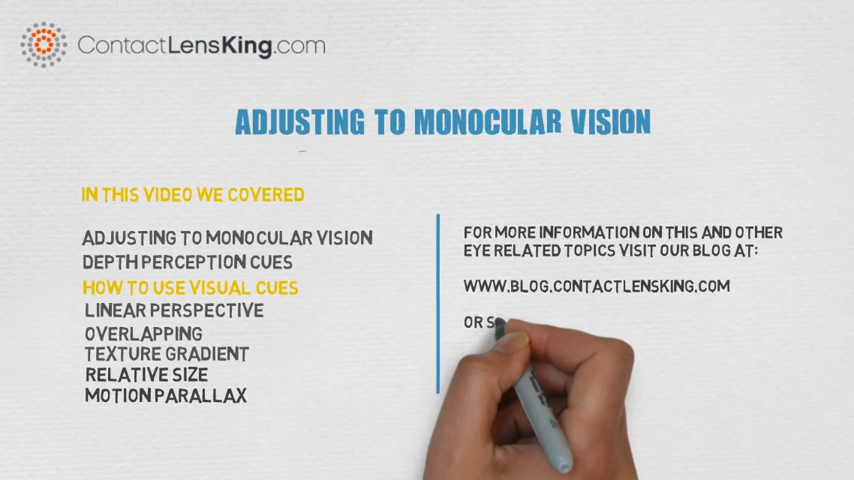 ContactLensKing.com
ADJUSTING TO MONOCULAR VISION
IN THIS VIDEO WE COVERED
ADJUSTING TO MONOCULAR VISION
DEPTH PERCEPTION CUES
HOW TO USE VISUAL CUES
LINEAR PERSPECTIVE
OVERLAPPING
TEXTURE GRADIENT
RELATIVE SIZE
MOTION PARALLAX
FOR MORE INFORMATION ON THIS AND OTHER
EYE RELATED TOPICS VISIT OUR BLOG AT:
WWW.BLOG.CONTACTLENSKING.COM
OR S